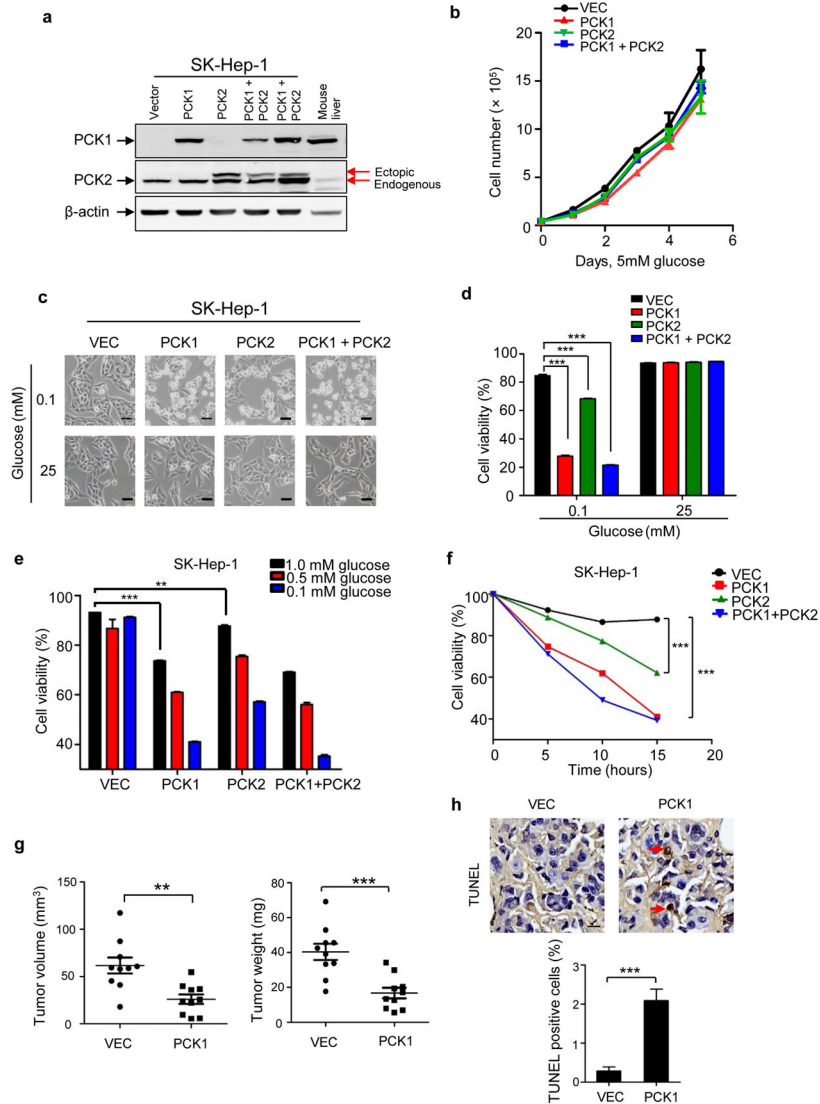 a
SK-Hep-1
Vector
PCK1
PCK2
PCK1 +
PCK2
PCK1 +
PCK2
Mouse
liver
PCK1
PCK2
Ectopic
Endogenous
β-actin
b
VEC
PCK1
PCK2
PCK1 + PCK2
Cell number (× 10⁵)
20
15
10
5
0
0 2 4 6
Days, 5mM glucose
c
SK-Hep-1
VEC PCK1 PCK2 PCK1 + PCK2
Glucose (mM)
0.1
25
d
VEC
PCK1
PCK2
PCK1 + PCK2
***
***
***
Cell viability (%)
100
80
60
40
20
0
0.1 25
Glucose (mM)
e
SK-Hep-1
1.0 mM glucose
0.5 mM glucose
0.1 mM glucose
**
***
Cell viability (%)
100
80
60
40
VEC PCK1 PCK2 PCK1+PCK2
f
SK-Hep-1
VEC
PCK1
PCK2
PCK1+PCK2
***
***
Cell viability (%)
100
80
60
40
0 5 10 15 20
Time (hours)
g
**
Tumor volume (mm³)
150
100
50
0
VEC PCK1
***
Tumor weight (mg)
80
60
40
20
0
VEC PCK1
h
VEC PCK1
TUNEL
***
TUNEL positive cells (%)
3
2
1
0
VEC PCK1